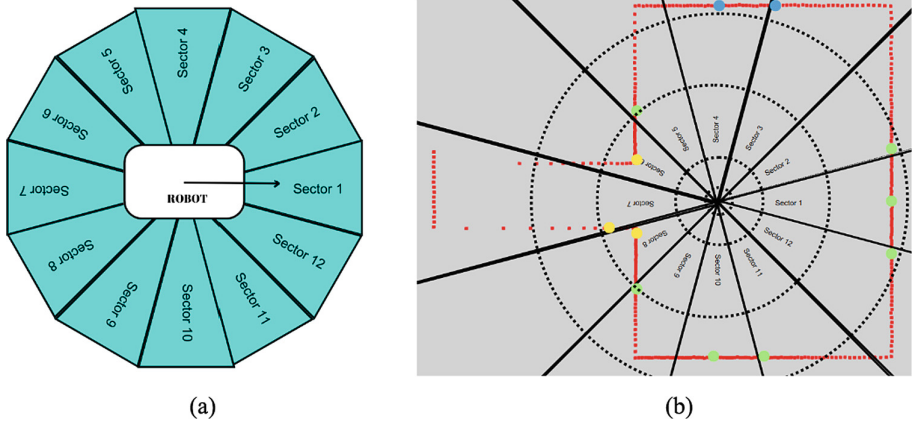 Sector 4
Sector 5
Sector 3
Sector 6
Sector 2
Sector 7
ROBOT
Sector 1
Sector 8
Sector 12
Sector 9
Sector 10
Sector 11
(a)
Sector 4
Sector 5
Sector 3
Sector 2
Sector 7
Sector 1
Sector 8
Sector 12
Sector 9
Sector 10
Sector 11
(b)